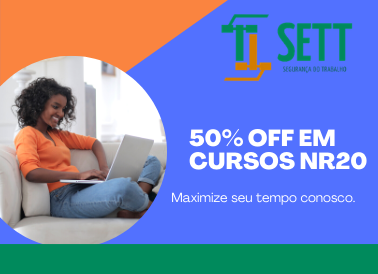 SETT
SEGURANÇA DO TRABALHO
50% OFF EM
CURSOS NR20
Maximize seu tempo conosco.